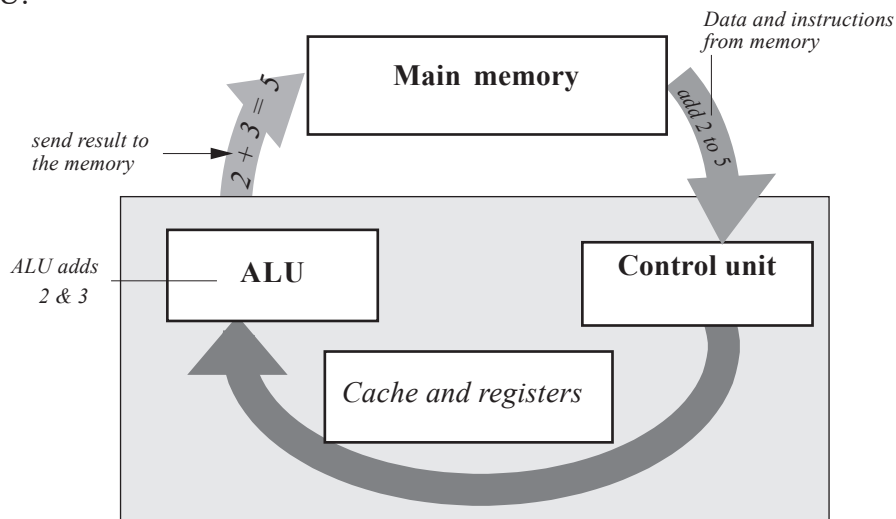 Data and instructions
from memory
Main memory
add 2 to 5
2 + 3 = 5
send result to
the memory
ALU adds
2 & 3
ALU
Control unit
Cache and registers